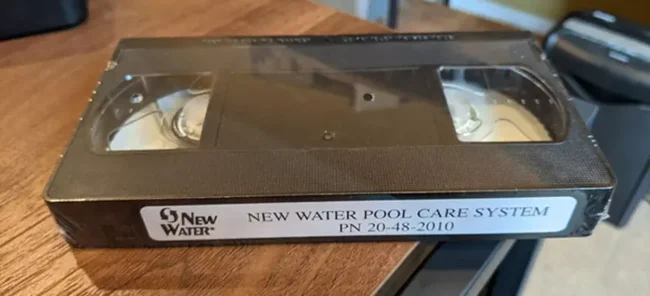 New
Water®
NEW WATER POOL CARE SYSTEM
PN 20-48-2010